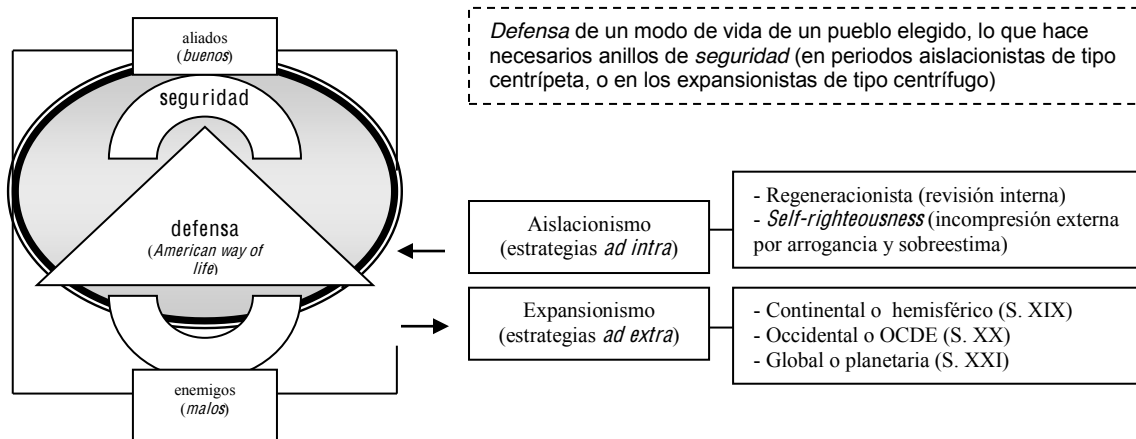 aliados
(buenos)
seguridad
defensa
(American way of
life)
enemigos
(malos)
Defensa de un modo de vida de un pueblo elegido, lo que hace
necesarios anillos de seguridad (en periodos aislacionistas de tipo
centrípeta, o en los expansionistas de tipo centrífugo)
Aislacionismo
(estrategias ad intra)
- Regeneracionista (revisión interna)
- Self-righteousness (incompresión externa
por arrogancia y sobreestima)
Expansionismo
(estrategias ad extra)
- Continental o hemisférico (S. XIX)
- Occidental o OCDE (S. XX)
- Global o planetaria (S. XXI)